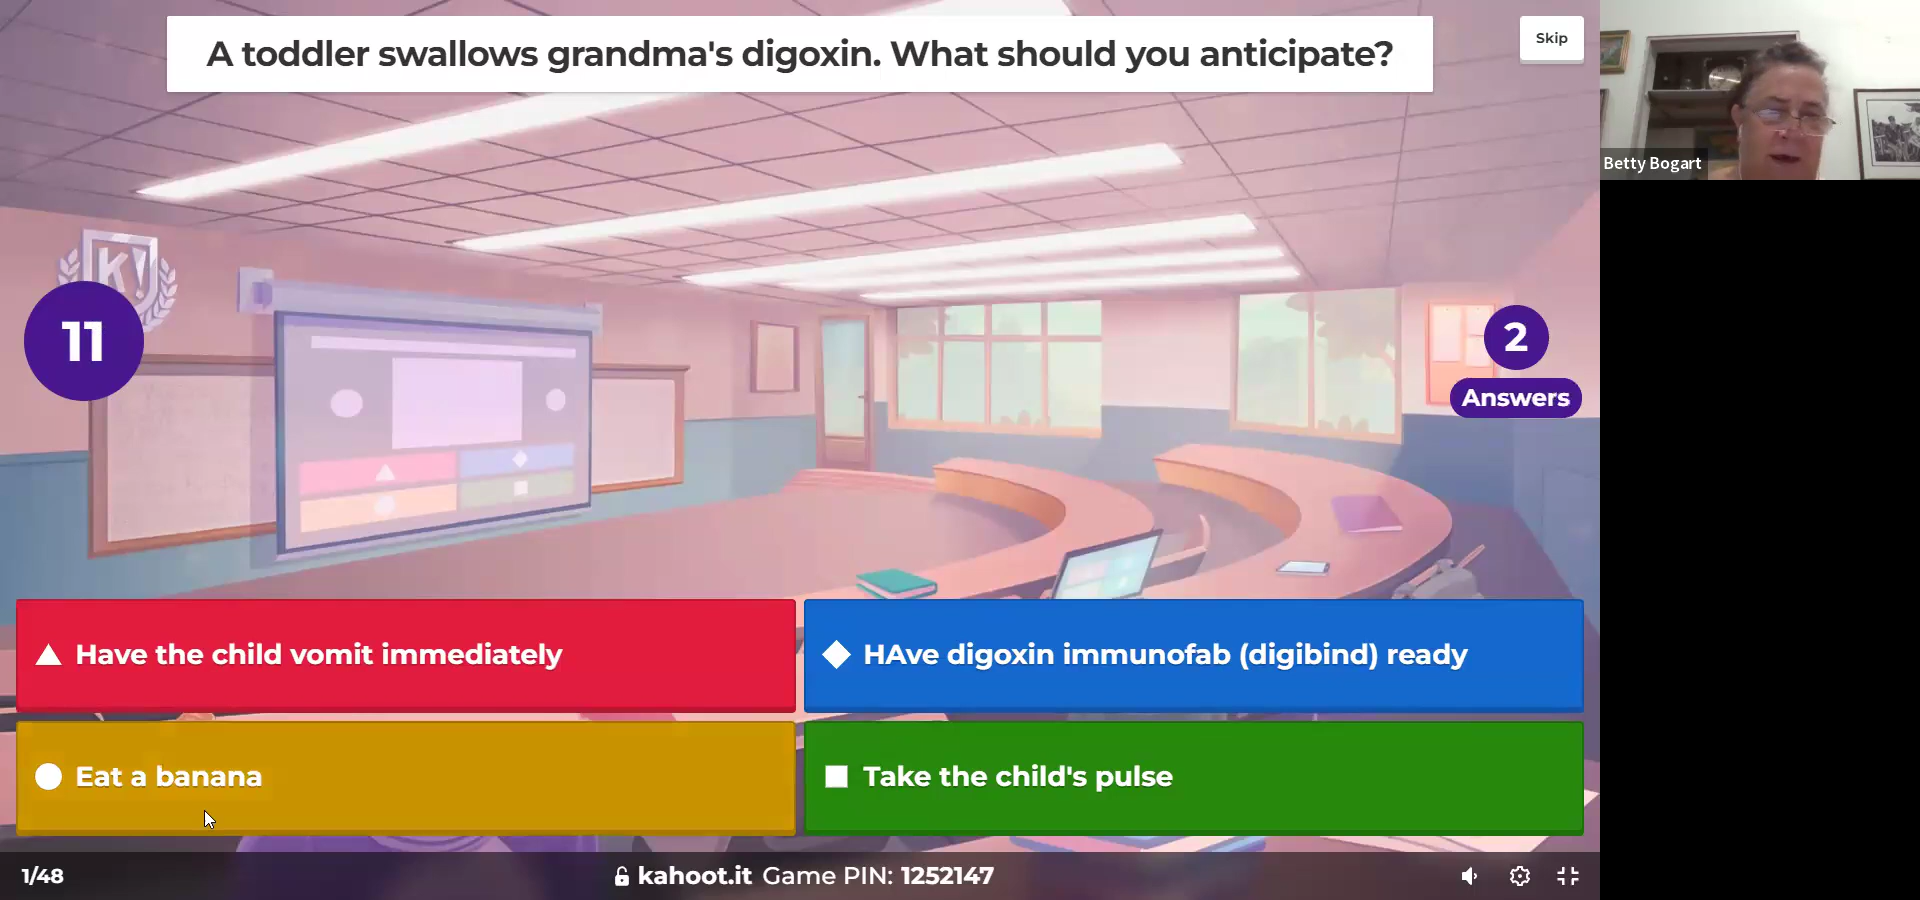 A toddler swallows grandma's digoxin. What should you anticipate?
Skip
Betty Bogart
K!
11
2
Answers
Have the child vomit immediately
HAve digoxin immunofab (digibind) ready
Eat a banana
Take the child's pulse
1/48
kahoot.it Game PIN: 1252147